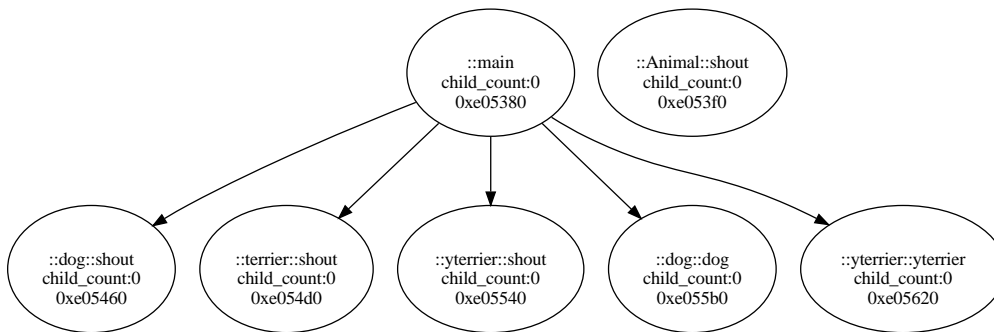 ::main
child_count:0
0xe05380
::Animal::shout
child_count:0
0xe053f0
::dog::shout
child_count:0
0xe05460
::terrier::shout
child_count:0
0xe054d0
::yterrier::shout
child_count:0
0xe05540
::dog::dog
child_count:0
0xe055b0
::yterrier::yterrier
child_count:0
0xe05620